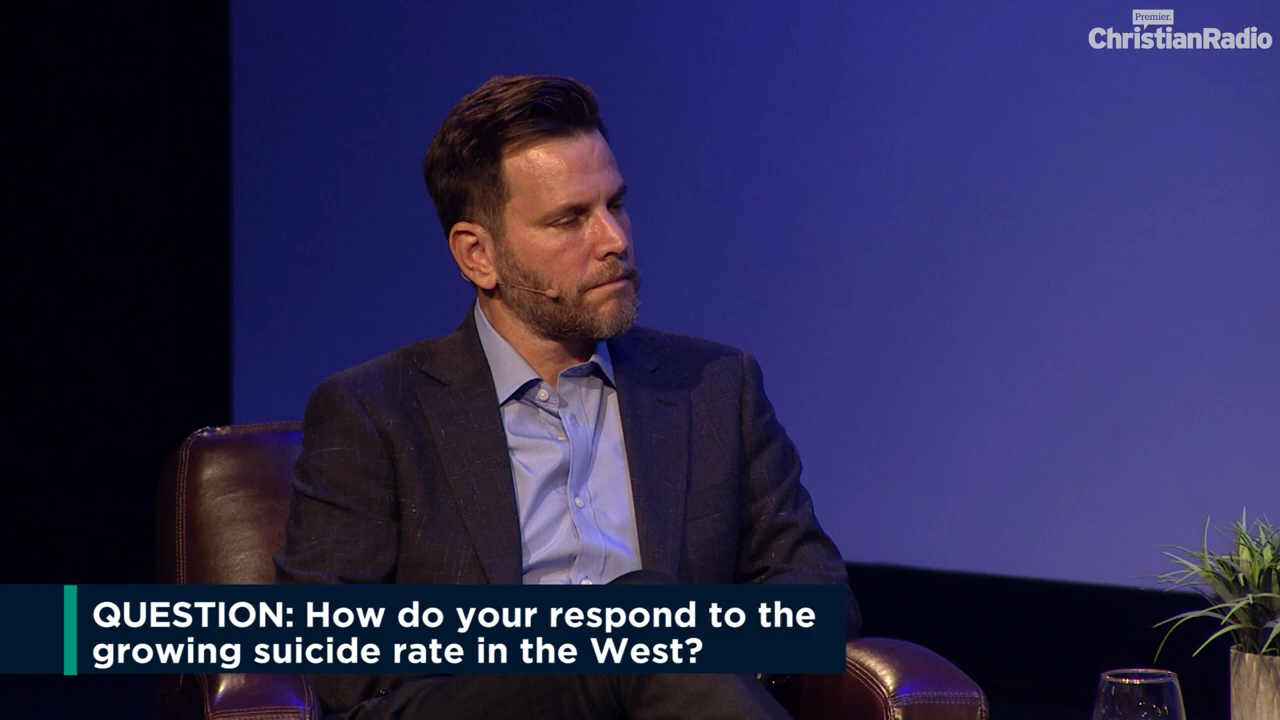 Premier.
ChristianRadio
QUESTION: How do your respond to the
growing suicide rate in the West?